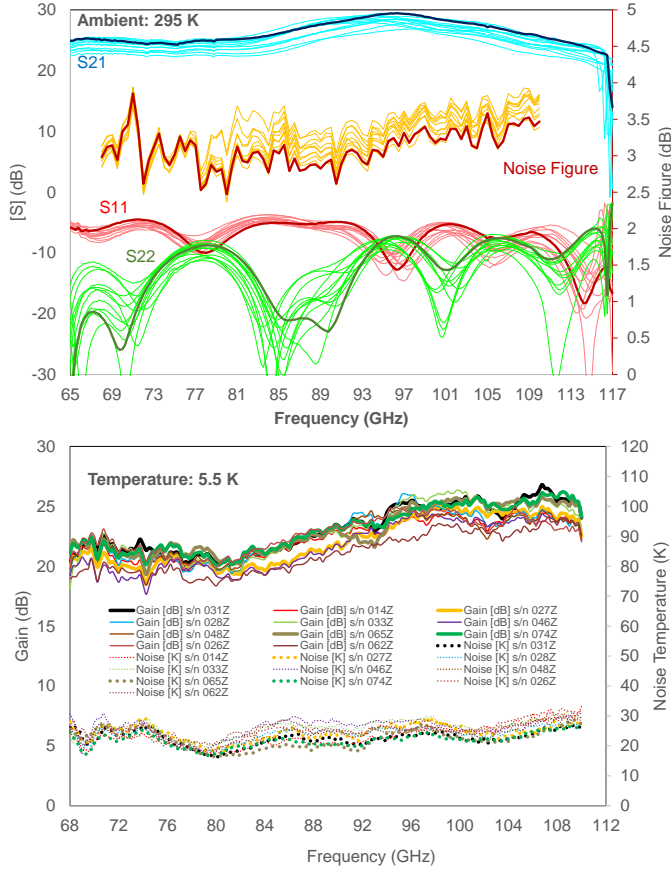 Ambient: 295 K
S21
Noise Figure
S11
S22
30
20
10
0
-10
-20
-30
[S] (dB)
5
4.5
4
3.5
3
2.5
2
1.5
1
0.5
0
Noise Figure (dB)
65 69 73 77 81 85 89 93 97 101 105 109 113 117
Frequency (GHz)
Temperature: 5.5 K
30
25
20
15
10
5
0
Gain (dB)
120
110
100
90
80
70
60
50
40
30
20
10
0
Noise Temperature (K)
Gain [dB] s/n 031Z Gain [dB] s/n 014Z Gain [dB] s/n 027Z
Gain [dB] s/n 028Z Gain [dB] s/n 033Z Gain [dB] s/n 046Z
Gain [dB] s/n 048Z Gain [dB] s/n 065Z Gain [dB] s/n 074Z
Gain [dB] s/n 026Z Gain [dB] s/n 062Z Noise [K] s/n 031Z
Noise [K] s/n 014Z Noise [K] s/n 027Z Noise [K] s/n 028Z
Noise [K] s/n 033Z Noise [K] s/n 046Z Noise [K] s/n 048Z
Noise [K] s/n 065Z Noise [K] s/n 074Z Noise [K] s/n 026Z
Noise [K] s/n 062Z
68 72 76 80 84 88 92 96 100 104 108 112
Frequency (GHz)